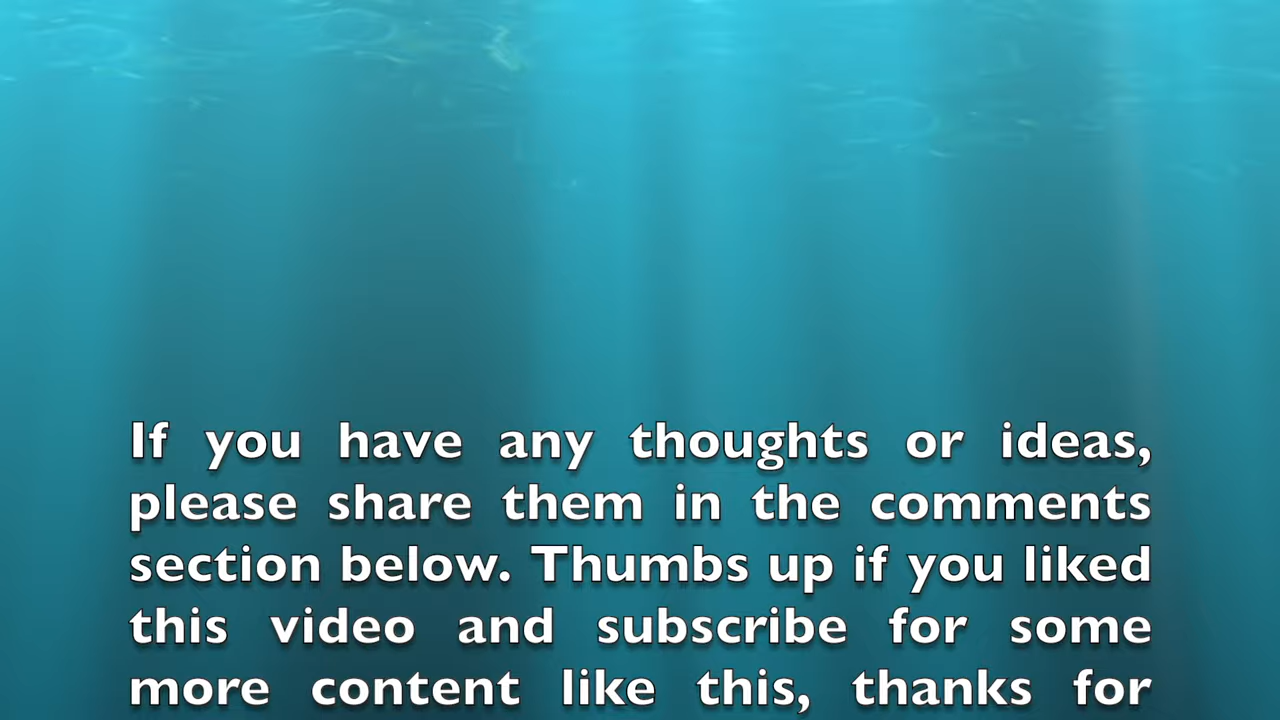 If you have any thoughts or ideas,
please share them in the comments
section below. Thumbs up if you liked
this video and subscribe for some
more content like this, thanks for